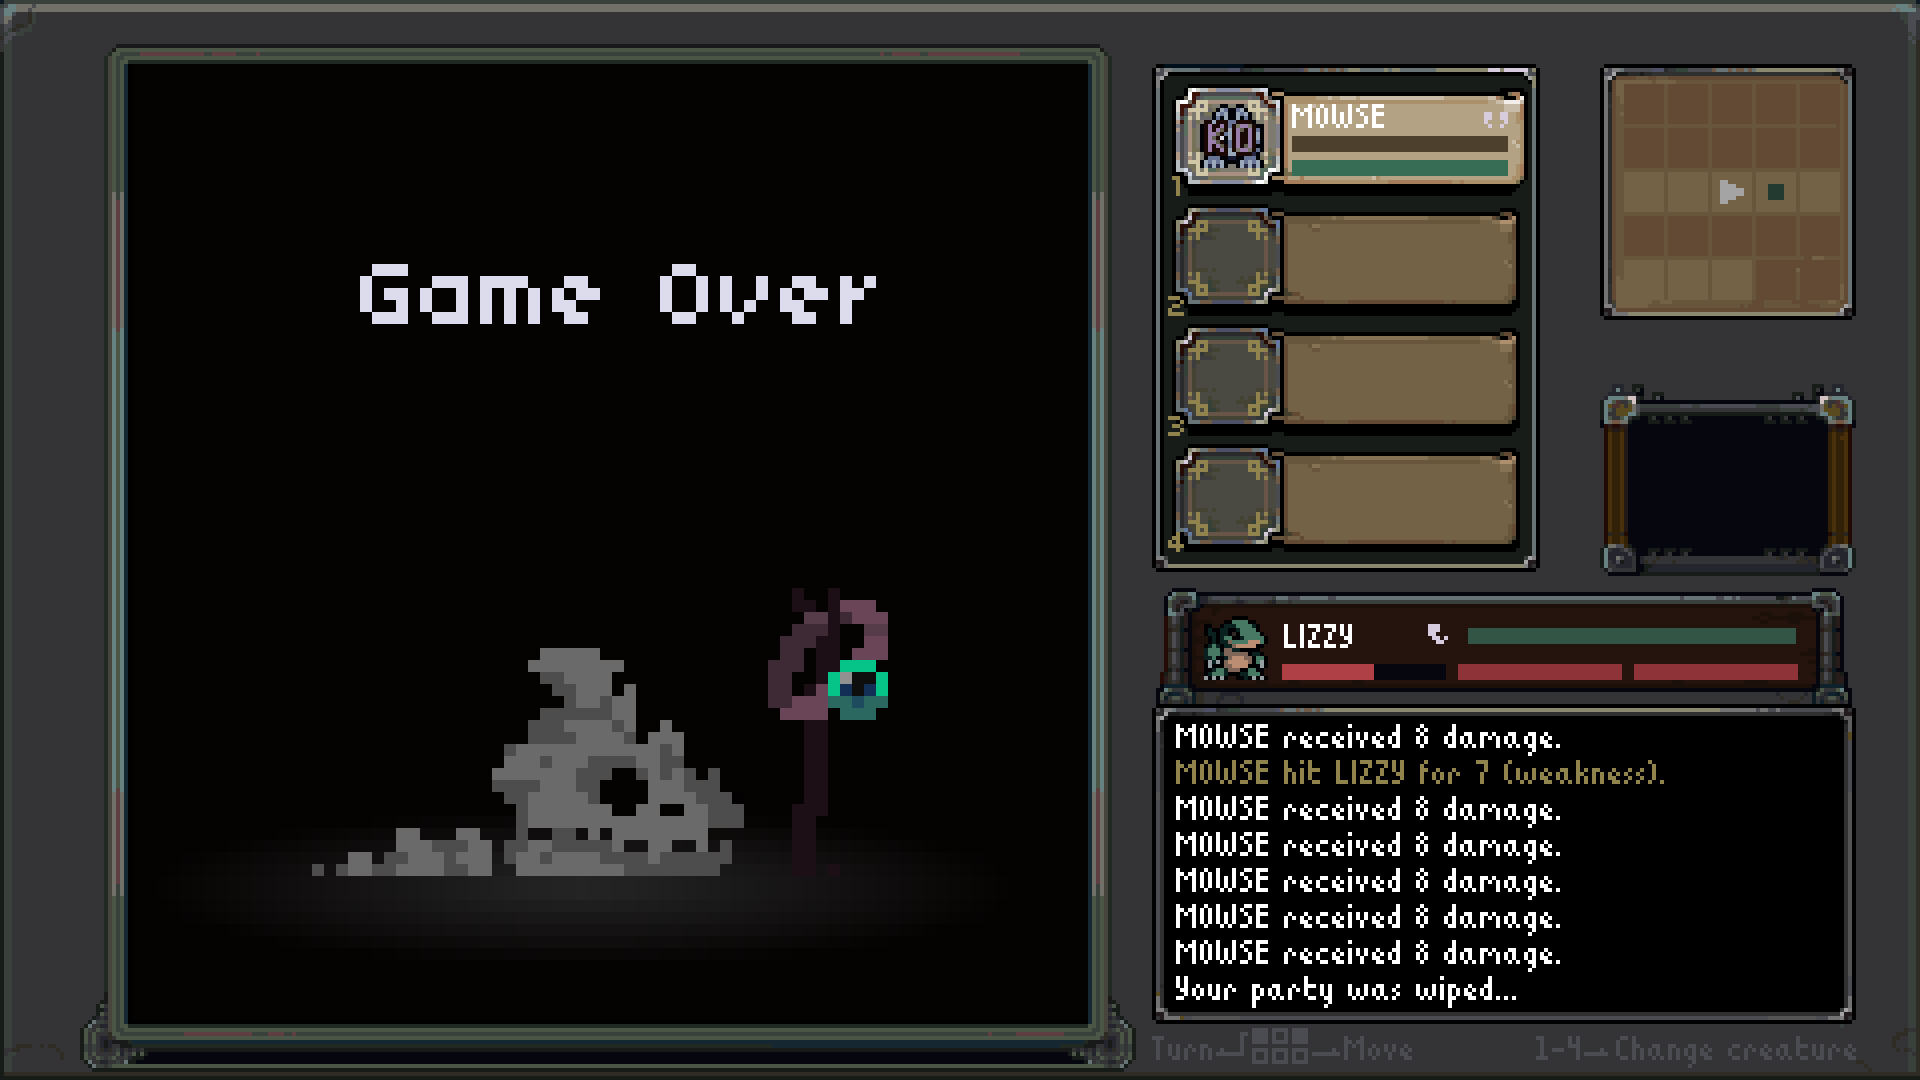 Game Over
KO
MOWSE
1
2
3
4
LIZZY
MOWSE received 8 damage.
MOWSE hit LIZZY for 7 (weakness).
MOWSE received 8 damage.
MOWSE received 8 damage.
MOWSE received 8 damage.
MOWSE received 8 damage.
MOWSE received 8 damage.
Your party was wiped...
Turn Move
1-4 Change creature